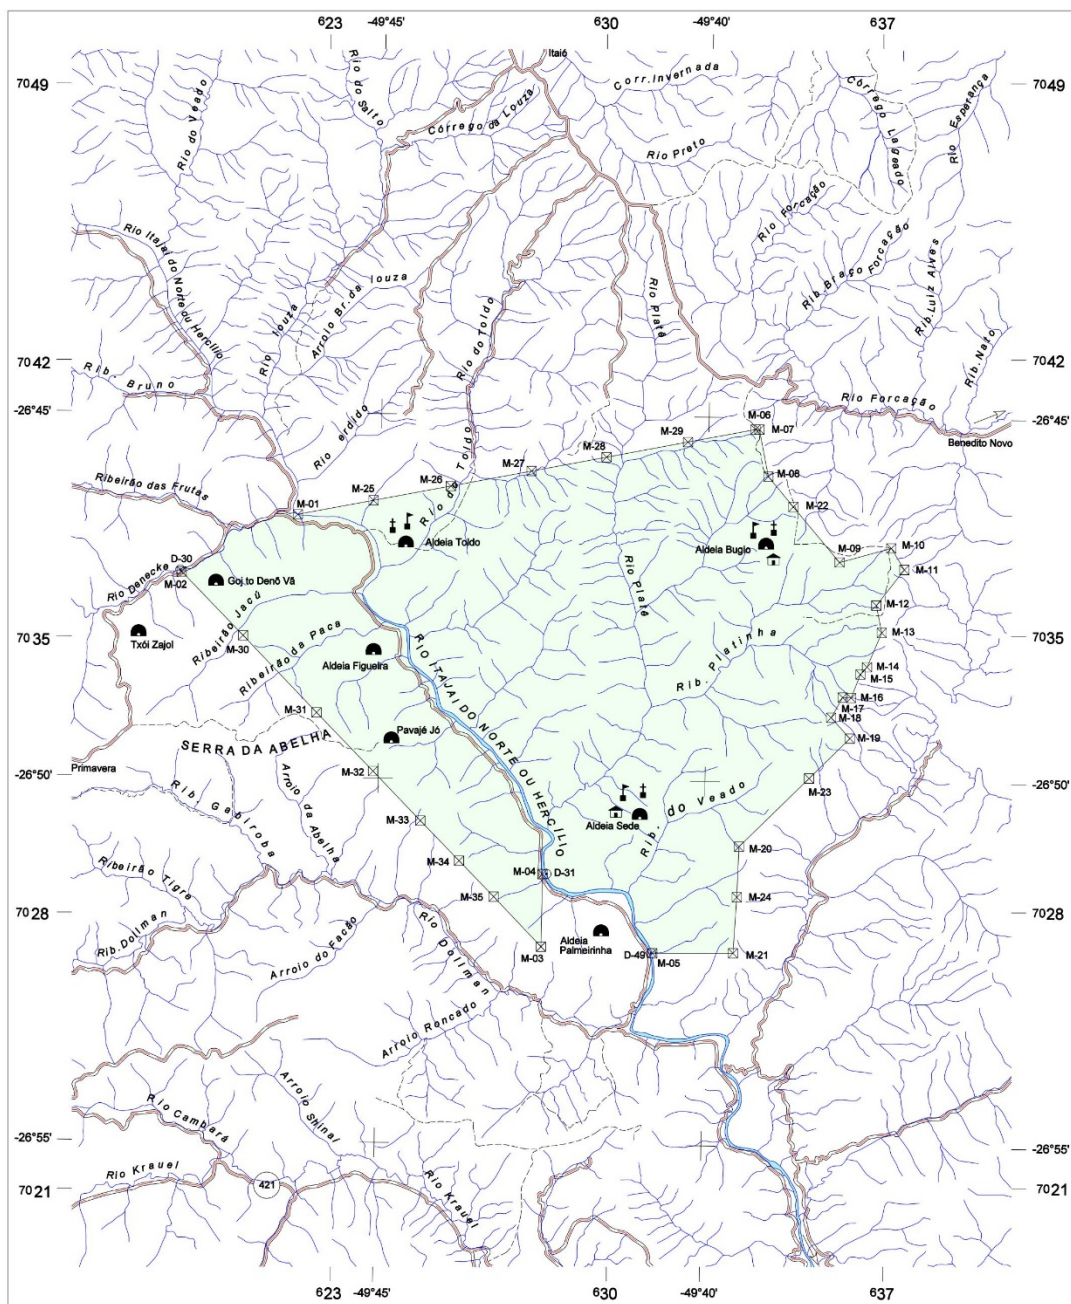 623
-49°45'
630
-49°40'
637
Itaió
7049
7049
Rio do Veado
Rio do Salto
Córrego da Louza
Corr. Invernada
Rio Preto
Córrego Lageado
Rio Esperança
Rio Forcação
Rio Itajaí do Norte ou Hercílio
Rio louza
Arroio Br.da louza
Rio do Toldo
Rio Platê
Rib. Braço Forcação
Rib. Luiz Alves
Rib. Nato
7042
7042
Rib. Bruno
-26°45'
-26°45'
Rio erdido
Rio Forcação
Benedito Novo
M-06
M-07
M-29
M-28
M-27
M-26
M-25
M-01
M-08
M-22
Ribeirão das Frutas
Rio do Toldo
Aldeia Toldo
Aldeia Bugio
M-09
M-10
M-11
D-30
Rio Denecke
M-02
Goj.to Denô Vã
Rio Platê
M-12
Txói Zajol
Ribeirão Jacú
7035
7035
M-30
Ribeirão da Paca
Aldeia Figueira
RIO ITAJAI DO NORTE OU HERCÍLIO
Rib. Platinha
M-13
M-14
M-15
M-16
M-17
M-18
M-19
M-31
Pavajé Jó
SERRA DA ABELHA
Primavera
M-32
-26°50'
-26°50'
M-23
Rib. Gabiroba
Arroio da Abelha
Aldeia Sede
Rib. do Veado
M-33
M-20
M-34
M-04
D-31
Ribeirão Tigre
M-35
M-24
7028
7028
Rib. Dollman
Arroio do Facão
Rio Dollman
M-03
Aldeia
Palmeirinha
D-49
M-05
M-21
Arroio Roncado
Arroio Shinal
Rio Cambará
-26°55'
-26°55'
Rio Krauel
421
Rio Krauel
7021
7021
623
-49°45'
630
-49°40'
637